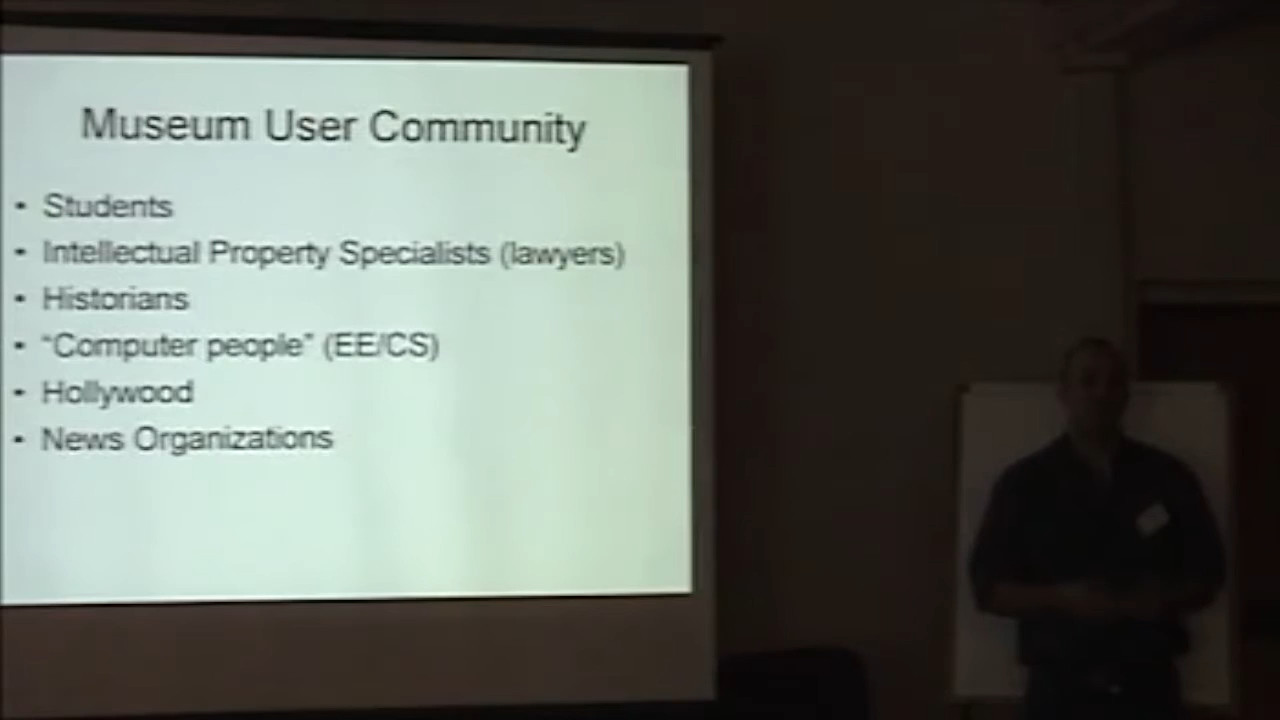 Museum User Community
• Students
• Intellectual Property Specialists (lawyers)
• Historians
• “Computer people” (EE/CS)
• Hollywood
• News Organizations